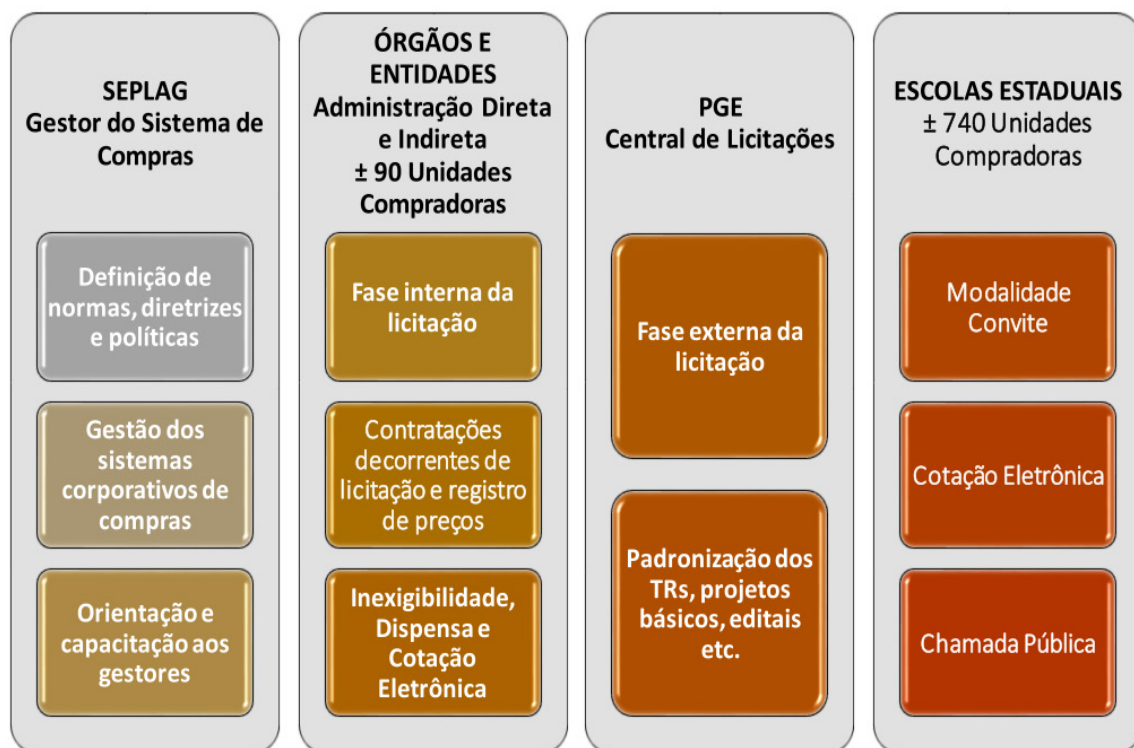 SEPLAG
Gestor do Sistema de
Compras
Definição de
normas, diretrizes
e políticas
Gestão dos
sistemas
corporativos de
compras
Orientação e
capacitação aos
gestores
ÓRGÃOS E
ENTIDADES
Administração Direta
e Indireta
± 90 Unidades
Compradoras
Fase interna da
licitação
Contratações
decorrentes de
licitação e registro
de preços
Inexigibilidade,
Dispensa e
Cotação
Eletrônica
PGE
Central de Licitações
Fase externa da
licitação
Padronização dos
TRs, projetos
básicos, editais
etc.
ESCOLAS ESTADUAIS
± 740 Unidades
Compradoras
Modalidade
Convite
Cotação Eletrônica
Chamada Pública